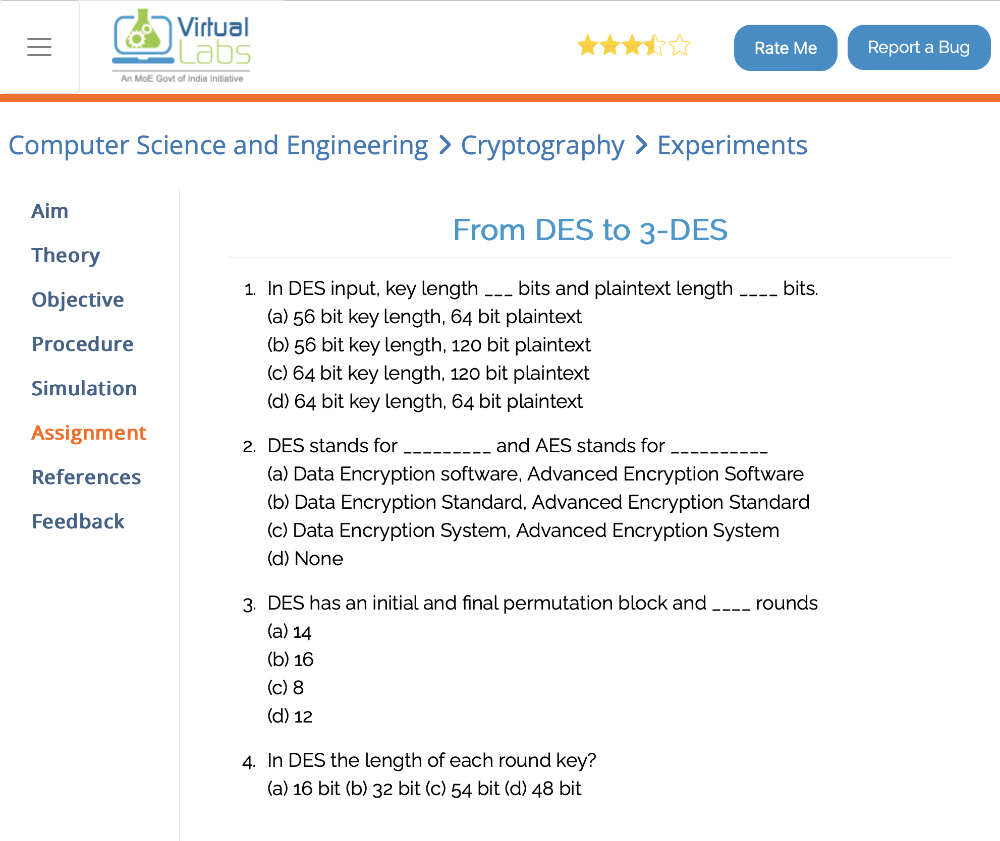 Virtual
Labs
An MoE Govt of India Initiative
Rate Me
Report a Bug
Computer Science and Engineering > Cryptography > Experiments
Aim
Theory
Objective
Procedure
Simulation
Assignment
References
Feedback
From DES to 3-DES
1. In DES input, key length ___ bits and plaintext length ____ bits.
(a) 56 bit key length, 64 bit plaintext
(b) 56 bit key length, 120 bit plaintext
(c) 64 bit key length, 120 bit plaintext
(d) 64 bit key length, 64 bit plaintext
2. DES stands for _________ and AES stands for __________
(a) Data Encryption software, Advanced Encryption Software
(b) Data Encryption Standard, Advanced Encryption Standard
(c) Data Encryption System, Advanced Encryption System
(d) None
3. DES has an initial and final permutation block and ____ rounds
(a) 14
(b) 16
(c) 8
(d) 12
4. In DES the length of each round key?
(a) 16 bit (b) 32 bit (c) 54 bit (d) 48 bit